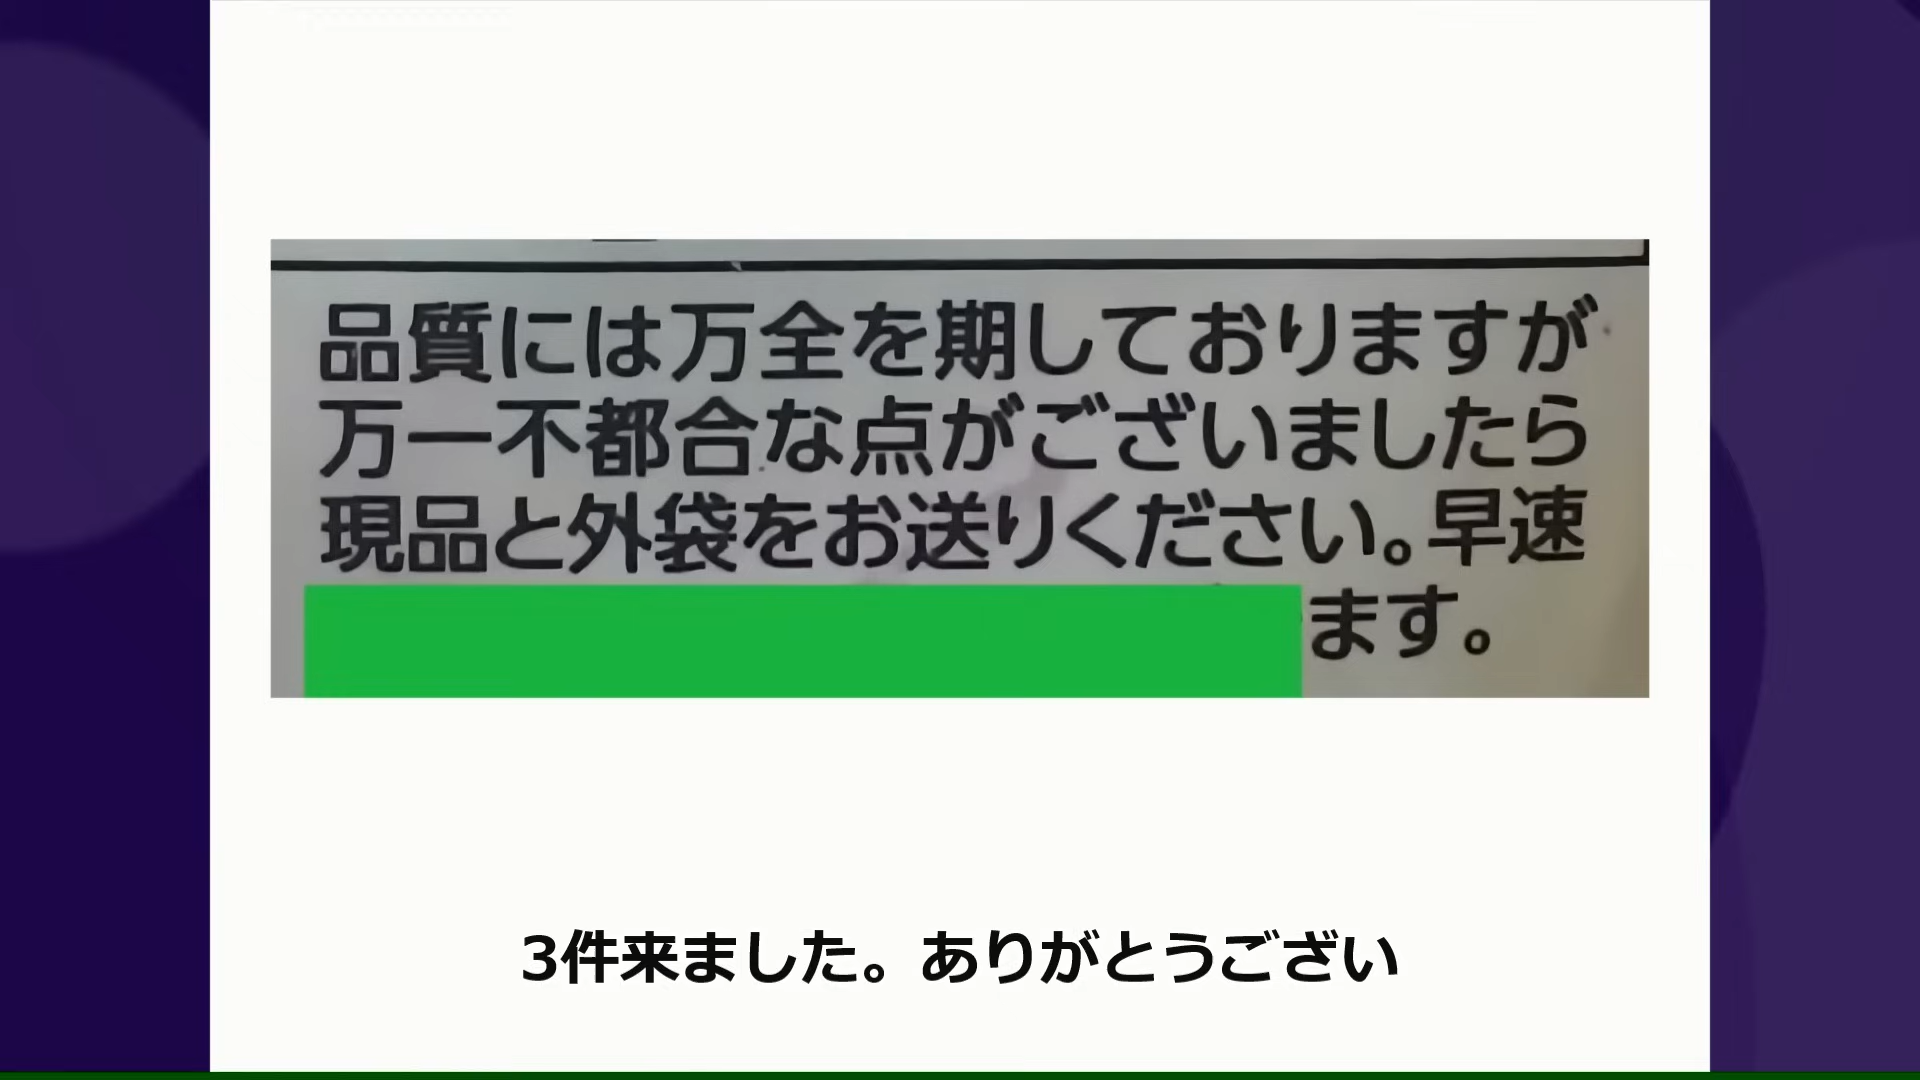 品質には万全を期しておりますが
万一不都合な点がございましたら
現品と外袋をお送りください。早速
ます。
3件来ました。ありがとうござい